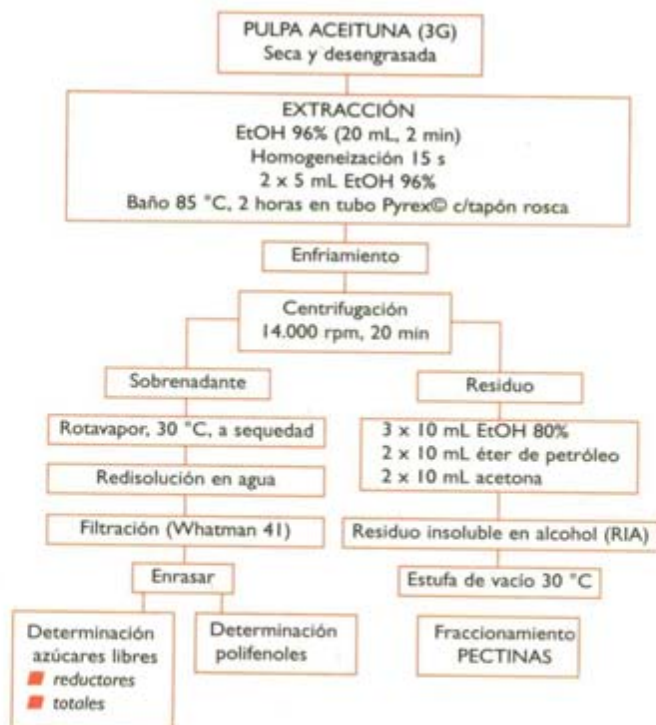 PULPA ACEITUNA (3G)
Seca y desengrasada
EXTRACCIÓN
EtOH 96% (20 mL, 2 min)
Homogeneización 15 s
2 x 5 mL EtOH 96%
Baño 85 °C, 2 horas en tubo Pyrex© c/tapón rosca
Enfriamiento
Centrifugación
14.000 rpm, 20 min
Sobrenadante
Rotavapor, 30 °C, a sequedad
Redisolución en agua
Filtración (Whatman 41)
Enrasar
Determinación
azúcares libres
reductores
totales
Determinación
polifenoles
Residuo
3 x 10 mL EtOH 80%
2 x 10 mL éter de petróleo
2 x 10 mL acetona
Residuo insoluble en alcohol (RIA)
Estufa de vacío 30 °C
Fraccionamiento
PECTINAS